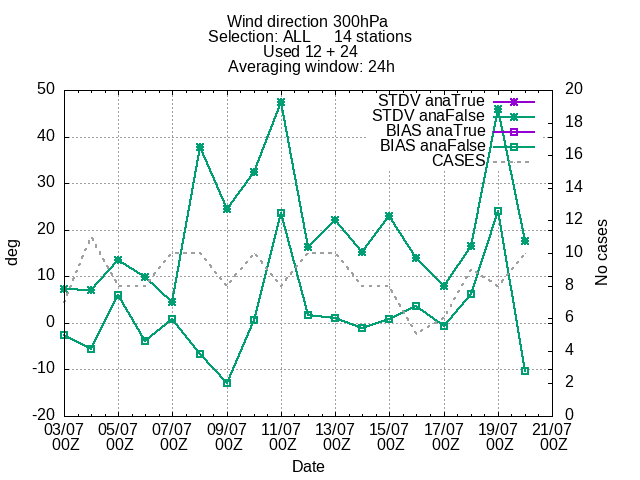 Wind direction 300hPa
Selection: ALL 14 stations
Used 12 + 24
Averaging window: 24h
STDV anaTrue
STDV anaFalse
BIAS anaTrue
BIAS anaFalse
CASES
deg
50
40
30
20
10
0
-10
-20
No cases
20
18
16
14
12
10
8
6
4
2
0
03/07 05/07 07/07 09/07 11/07 13/07 15/07 17/07 19/07 21/07
00Z 00Z 00Z 00Z 00Z 00Z 00Z 00Z 00Z 00Z
Date